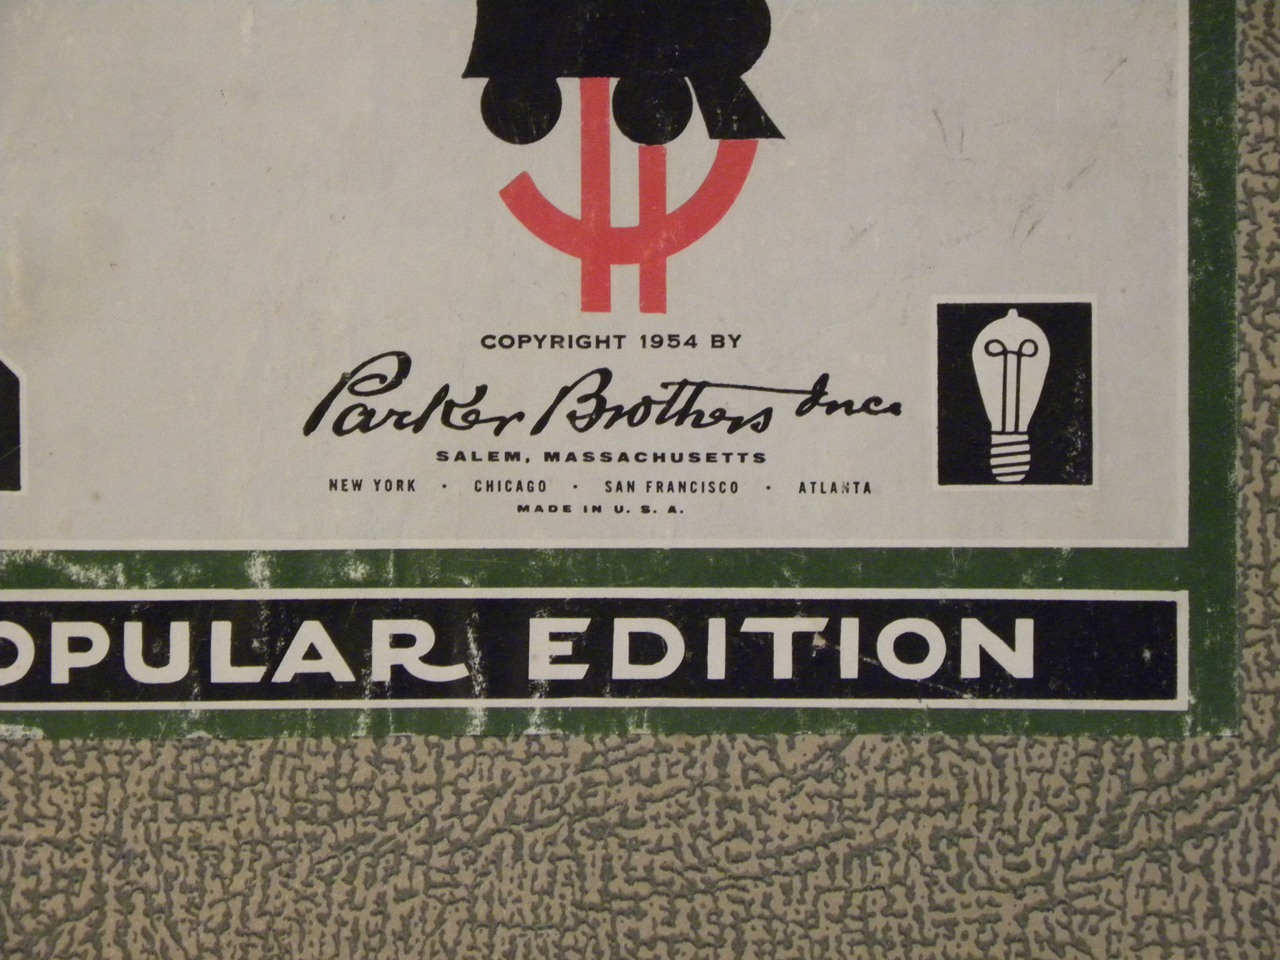 R
COPYRIGHT 1954 BY
Parker Brothers Inc.
SALEM, MASSACHUSETTS
NEW YORK · CHICAGO · SAN FRANCISCO · ATLANTA
MADE IN U. S. A.
OPULAR EDITION